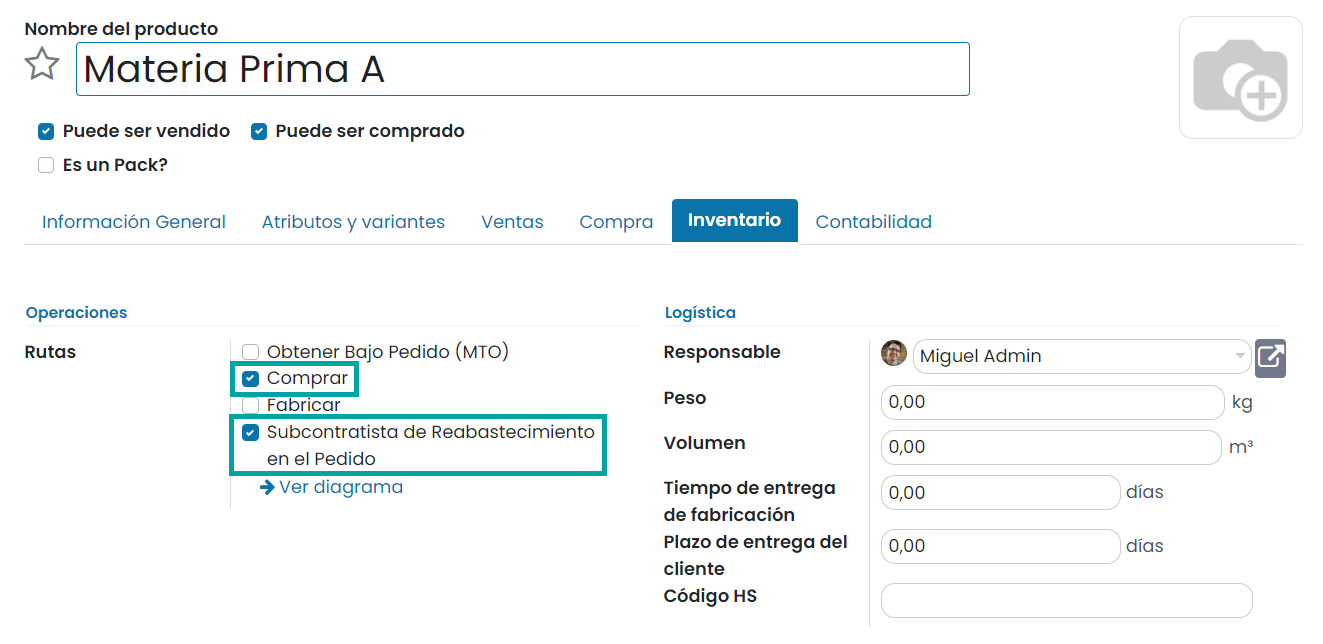 Nombre del producto
Materia Prima A
Puede ser vendido Puede ser comprado
Es un Pack?
Información General Atributos y variantes Ventas Compra Inventario Contabilidad
Operaciones
Rutas
Obtener Bajo Pedido (MTO)
Comprar
Fabricar
Subcontratista de Reabastecimiento
en el Pedido
Ver diagrama
Logística
Responsable Miguel Admin
Peso 0,00 kg
Volumen 0,00 m³
Tiempo de entrega
de fabricación 0,00 días
Plazo de entrega del
cliente 0,00 días
Código HS